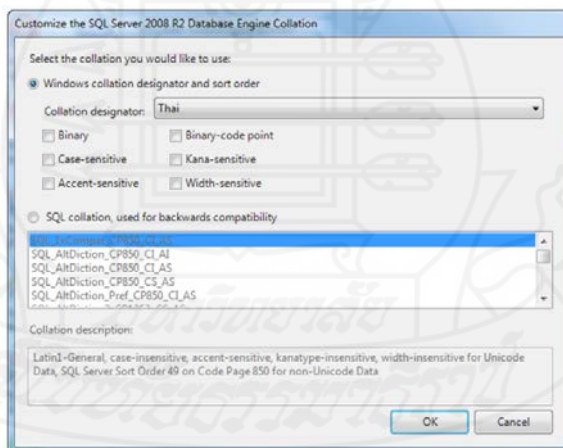 Customize the SQL Server 2008 R2 Database Engine Collation
Select the collation you would like to use:
Windows collation designator and sort order
Collation designator: Thai
Binary Binary-code point
Case-sensitive Kana-sensitive
Accent-sensitive Width-sensitive
SQL collation, used for backwards compatibility
SQL_1xCompat_CP850_CI_AS
SQL_AltDiction_CP850_CI_AI
SQL_AltDiction_CP850_CI_AS
SQL_AltDiction_CP850_CS_AS
SQL_AltDiction_Pref_CP850_CI_AS
Collation description:
Latin1-General, case-insensitive, accent-sensitive, kanatype-insensitive, width-insensitive for Unicode
Data, SQL Server Sort Order 49 on Code Page 850 for non-Unicode Data
OK Cancel